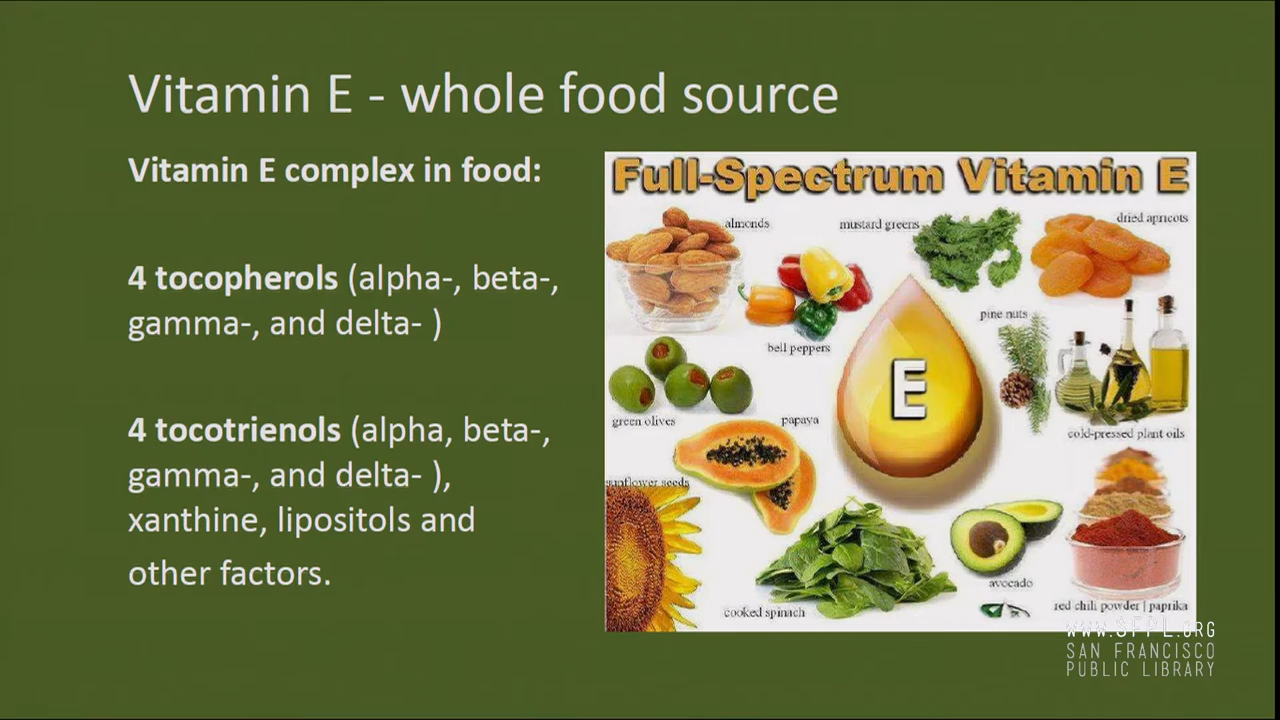 Vitamin E - whole food source
Vitamin E complex in food:
4 tocopherols (alpha-, beta-,
gamma-, and delta- )
4 tocotrienols (alpha, beta-,
gamma-, and delta- ),
xanthine, lipositols and
other factors.
Full-Spectrum Vitamin E
almonds
mustard greens
dried apricots
bell peppers
pine nuts
E
green olives
papaya
cold-pressed plant oils
sunflower seeds
cooked spinach
avocado
red chili powder | paprika
WWW.SFPL.ORG
SAN FRANCISCO
PUBLIC LIBRARY